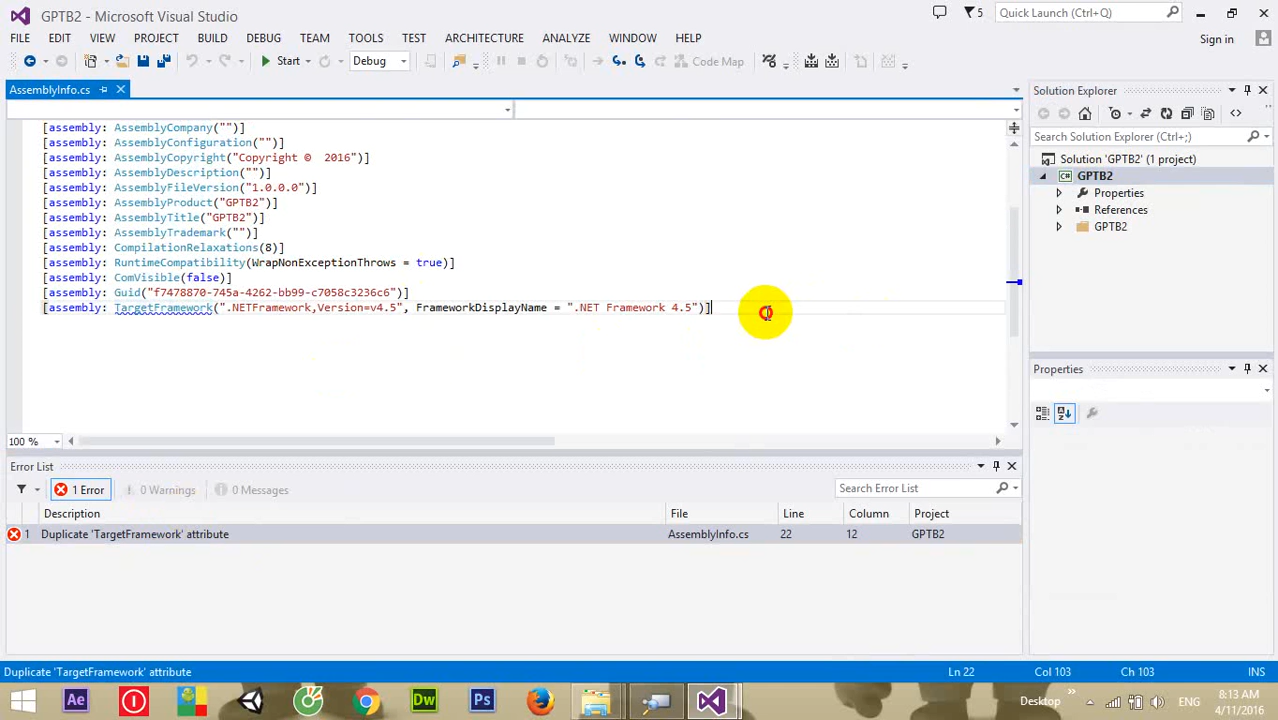 GPTB2 - Microsoft Visual Studio
5
Quick Launch (Ctrl+Q)
FILE EDIT VIEW PROJECT BUILD DEBUG TEAM TOOLS TEST ARCHITECTURE ANALYZE WINDOW HELP
Sign in
Start Debug Code Map
AssemblyInfo.cs
[assembly: AssemblyCompany("")]
[assembly: AssemblyConfiguration("")]
[assembly: AssemblyCopyright("Copyright ©  2016")]
[assembly: AssemblyDescription("")]
[assembly: AssemblyFileVersion("1.0.0.0")]
[assembly: AssemblyProduct("GPTB2")]
[assembly: AssemblyTitle("GPTB2")]
[assembly: AssemblyTrademark("")]
[assembly: CompilationRelaxations(8)]
[assembly: RuntimeCompatibility(WrapNonExceptionThrows = true)]
[assembly: ComVisible(false)]
[assembly: Guid("f7478870-745a-4262-bb99-c7058c3236c6")]
[assembly: TargetFramework(".NETFramework,Version=v4.5", FrameworkDisplayName = ".NET Framework 4.5")]
100 %
Solution Explorer
Search Solution Explorer (Ctrl+;)
Solution 'GPTB2' (1 project)
C# GPTB2
Properties
References
GPTB2
Properties
Error List
1 Error 0 Warnings 0 Messages
Search Error List
Description File Line Column Project
1 Duplicate 'TargetFramework' attribute AssemblyInfo.cs 22 12 GPTB2
Duplicate 'TargetFramework' attribute Ln 22 Col 103 Ch 103 INS
Ae Dw Ps
Desktop ENG
8:13 AM
4/11/2016